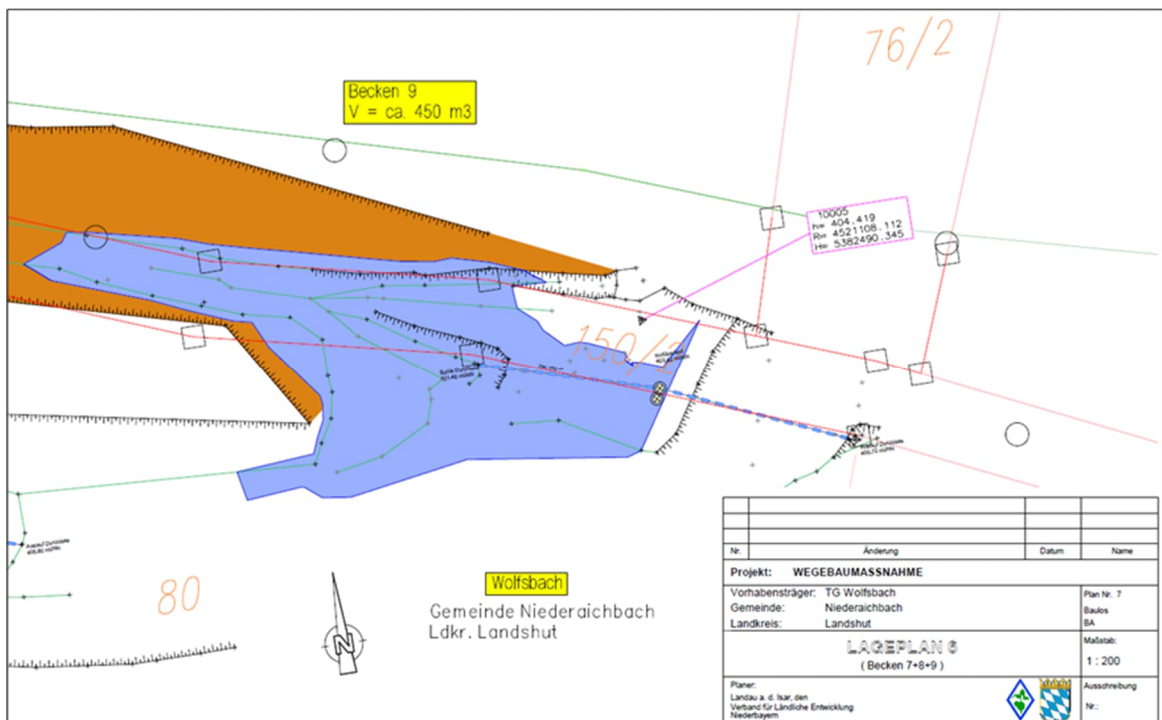 76/2
Becken 9
V = ca. 450 m3
10005
h= 404.419
R= 4521108.112
H= 5382490.345
150/2
80
N
Wolfsbach
Gemeinde Niederaichbach
Ldkr. Landshut
Nr. Änderung Datum Name
Projekt: WEGEBAUMASSNAHME
Vorhabensträger: TG Wolfsbach
Gemeinde: Niederaichbach
Landkreis: Landshut
Plan Nr. 7
Baulos
BA
LAGEPLAN 6
( Becken 7+8+9 )
Maßstab:
1 : 200
Planer:
Landau a. d. Isar, den
Verband für Ländliche Entwicklung
Niederbayern
Ausschreibung
Nr.: